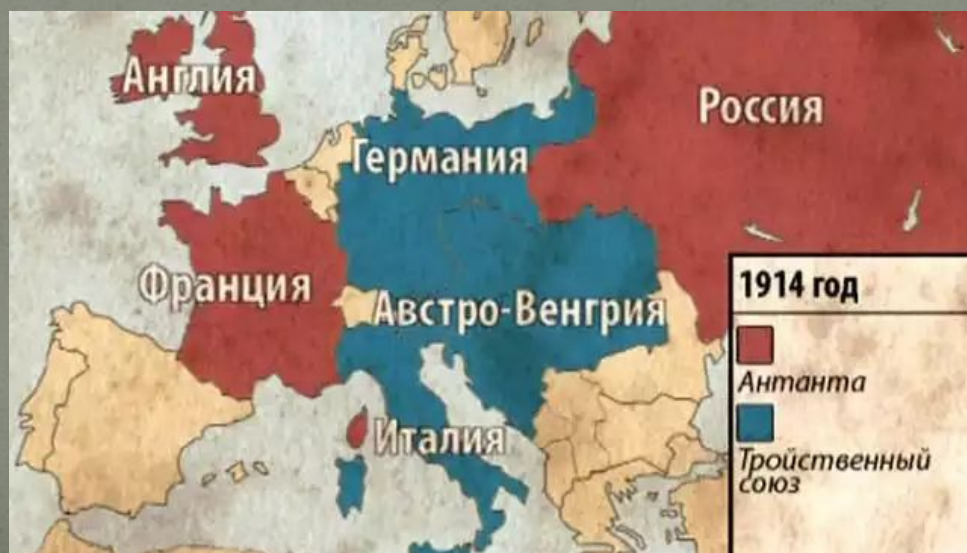 Англия
Россия
Германия
Франция
Австро-Венгрия
Италия
1914 год
Антанта
Тройственный
союз